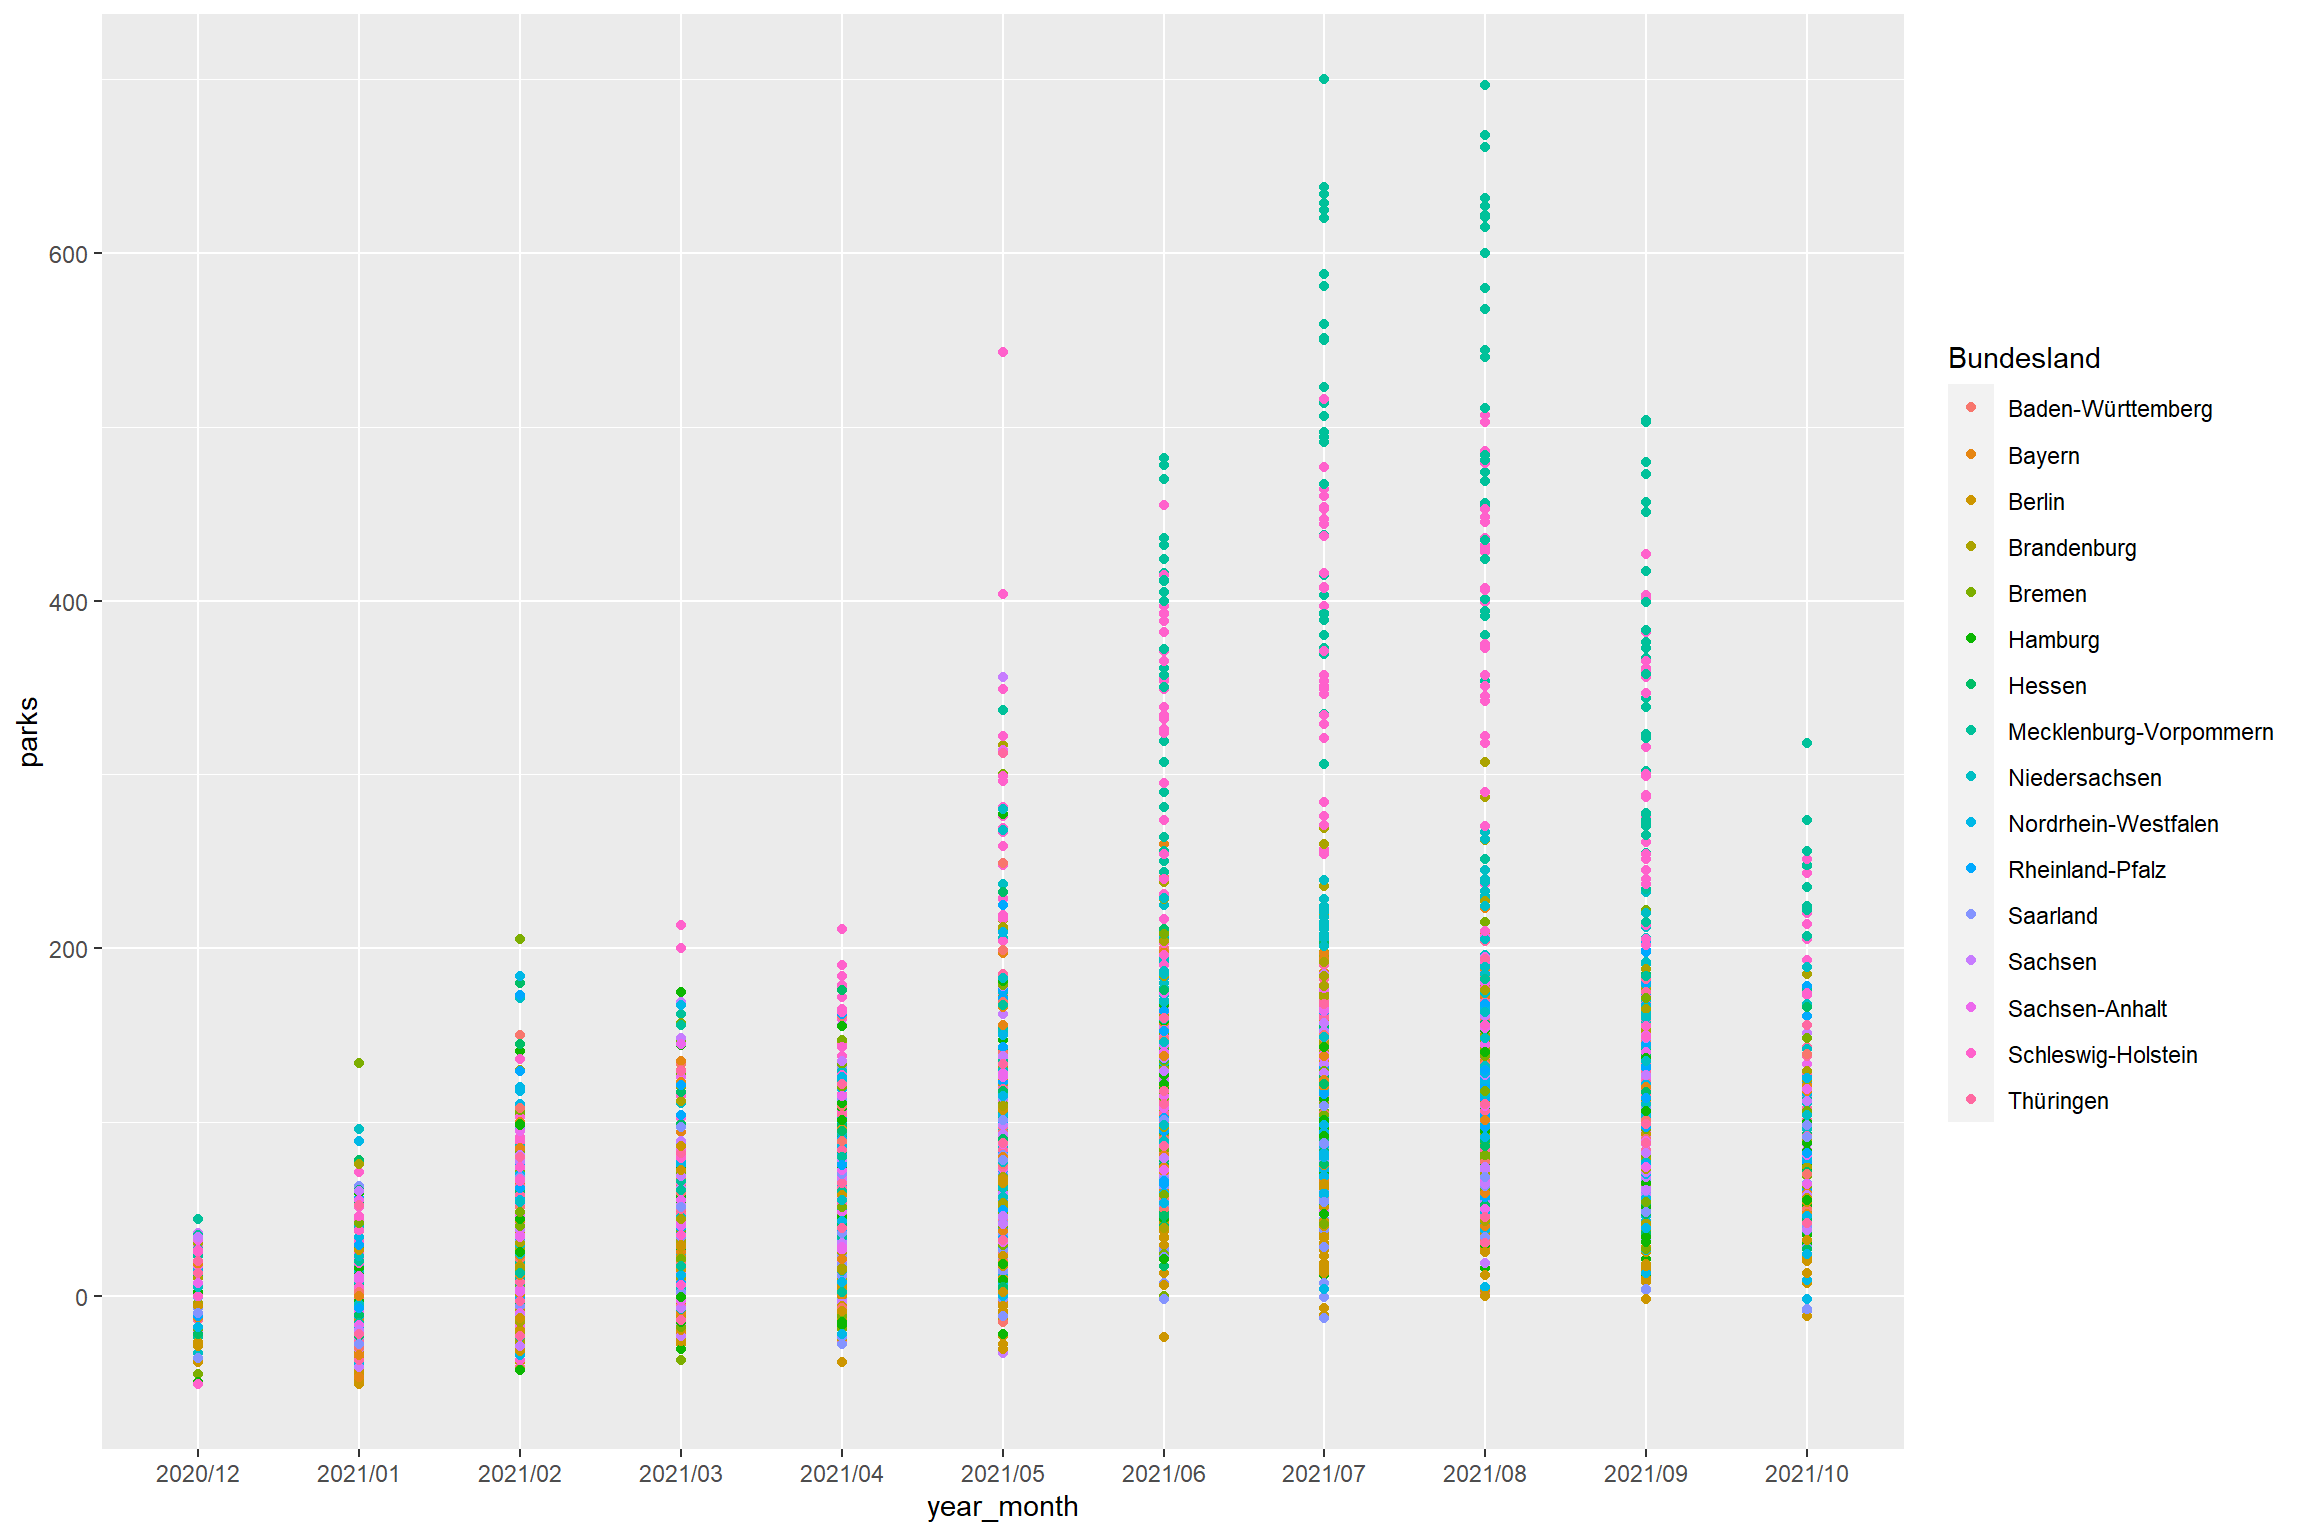 600
400
200
0
parks
2020/12 2021/01 2021/02 2021/03 2021/04 2021/05 2021/06 2021/07 2021/08 2021/09 2021/10
year_month
Bundesland
Baden-Württemberg
Bayern
Berlin
Brandenburg
Bremen
Hamburg
Hessen
Mecklenburg-Vorpommern
Niedersachsen
Nordrhein-Westfalen
Rheinland-Pfalz
Saarland
Sachsen
Sachsen-Anhalt
Schleswig-Holstein
Thüringen